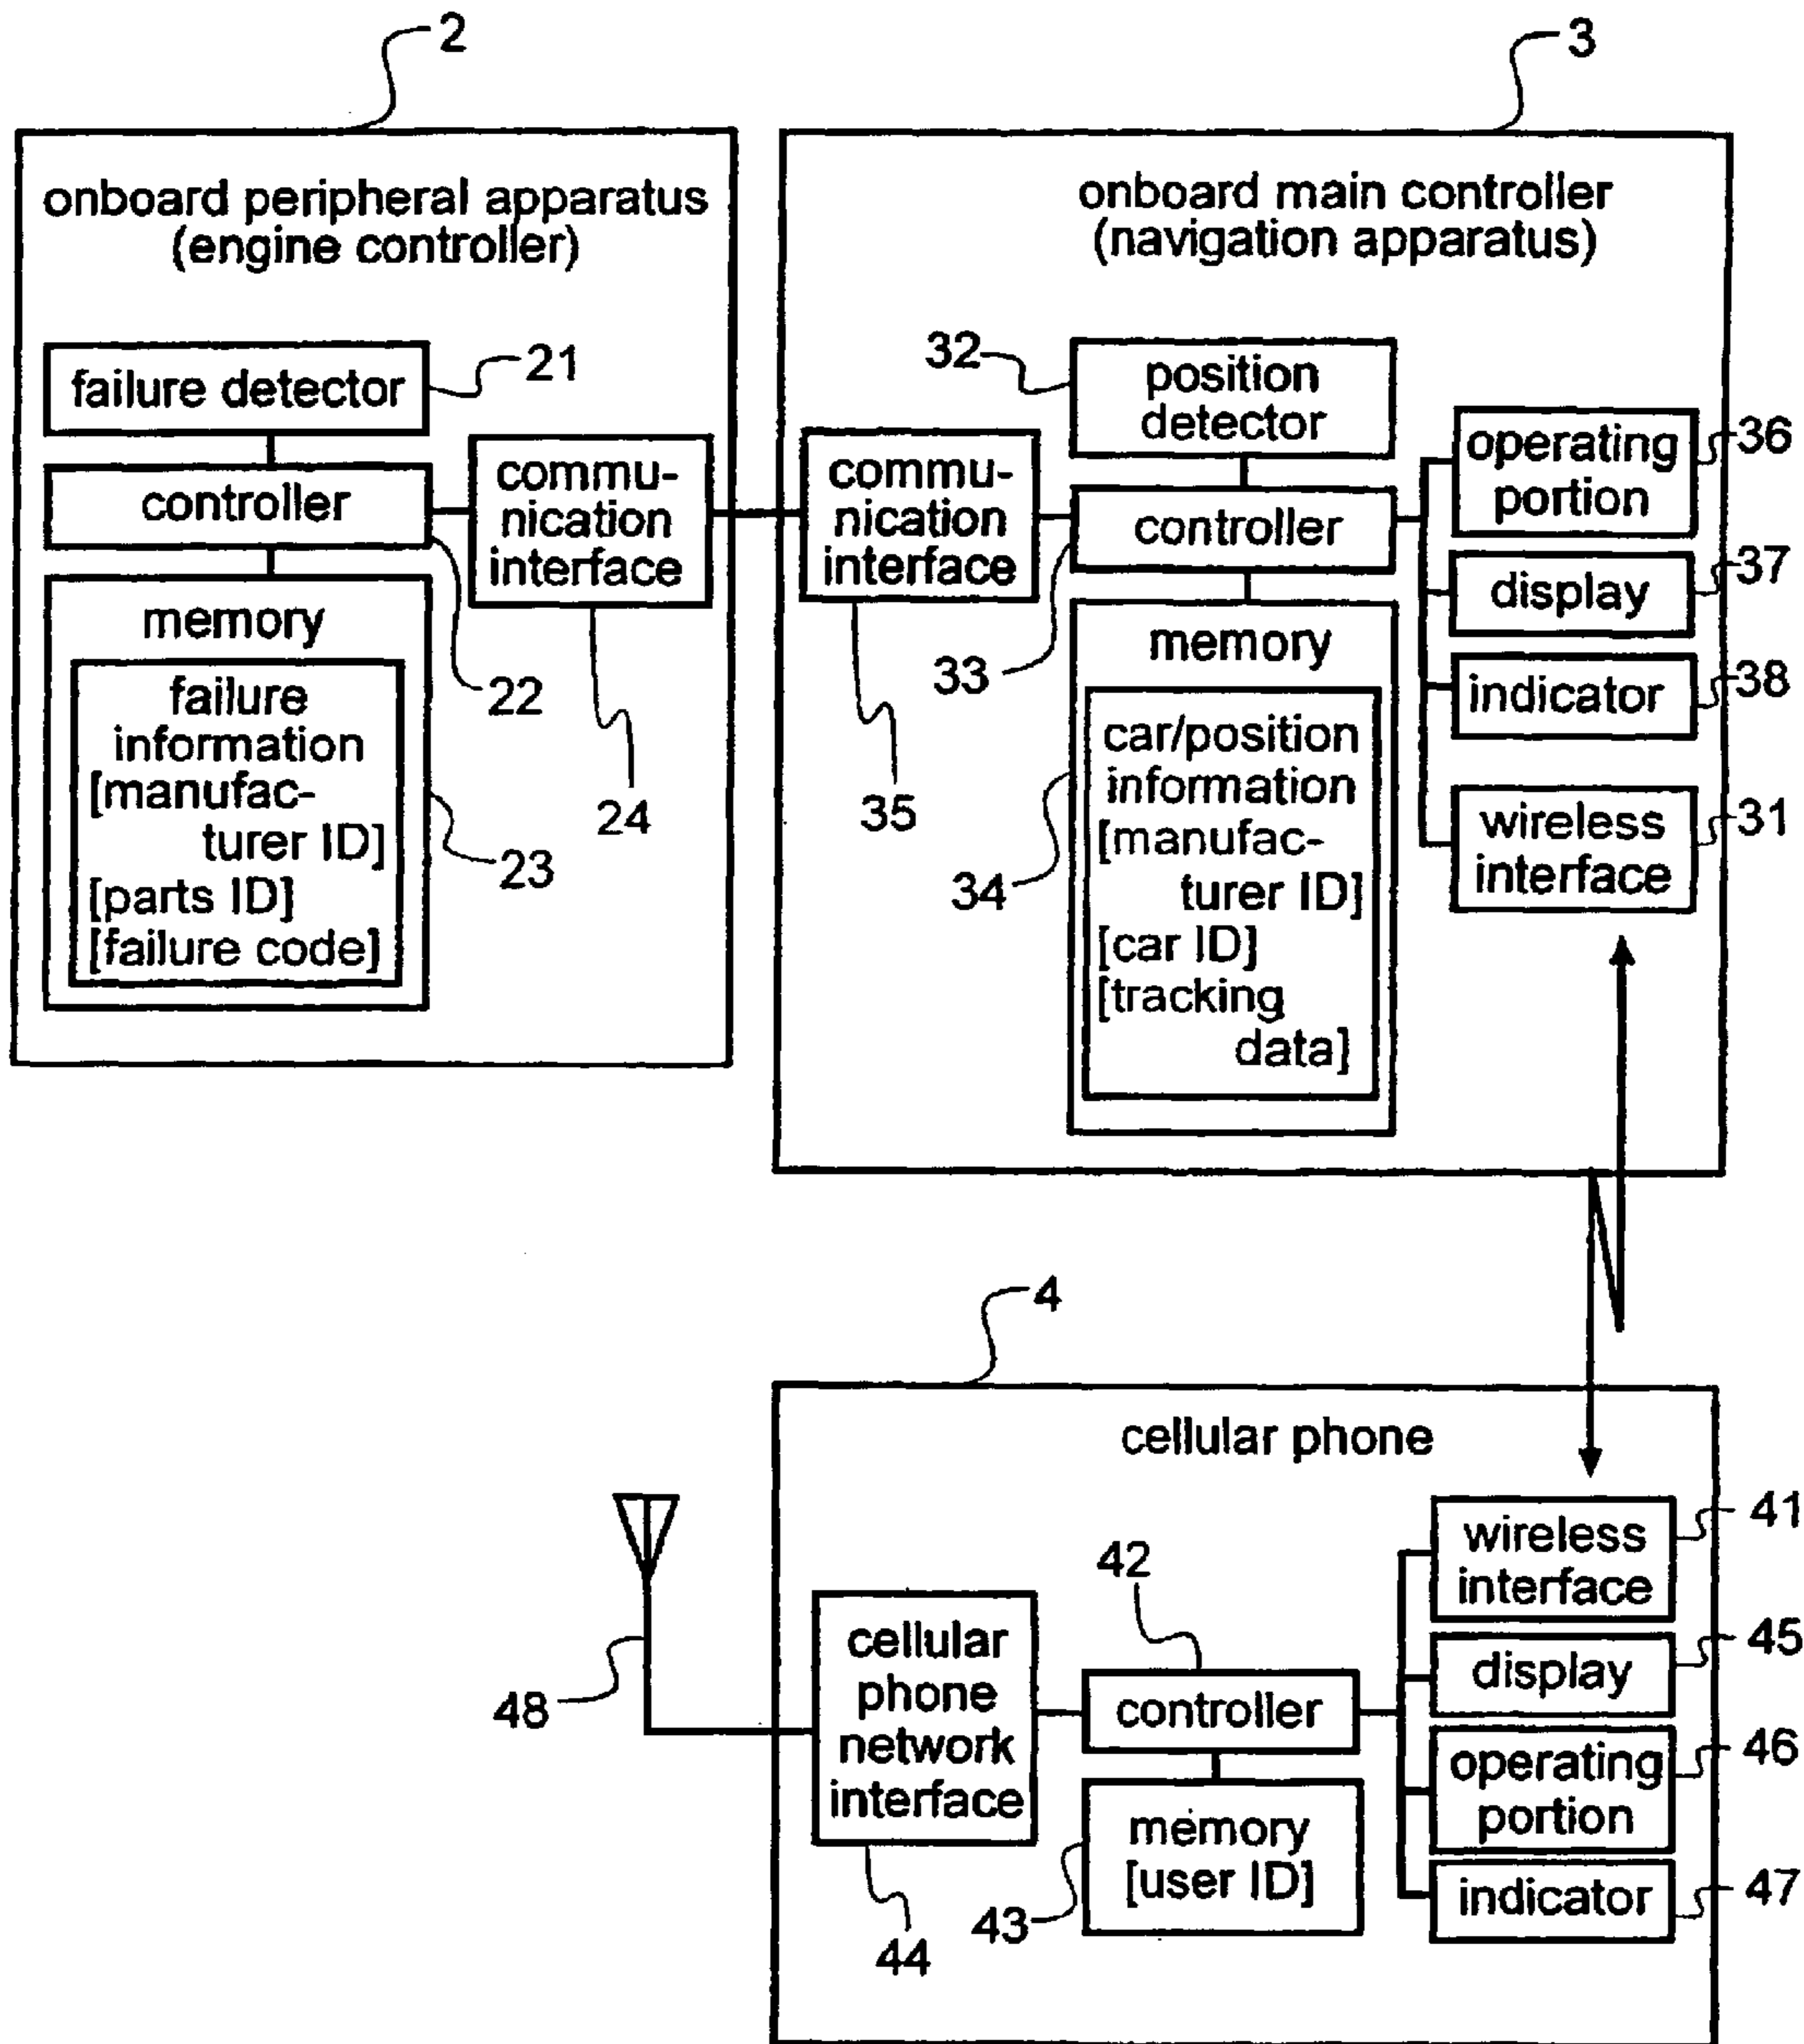 2
3
onboard peripheral apparatus
(engine controller)
failure detector
21
controller
22
commu-
nication
interface
24
memory
failure
information
[manufac-
turer ID]
[parts ID]
[failure code]
23
onboard main controller
(navigation apparatus)
32
position
detector
commu-
nication
interface
35
controller
33
memory
car/position
information
[manufac-
turer ID]
[car ID]
[tracking
data]
34
operating
portion
36
display
37
indicator
38
wireless
interface
31
4
cellular phone
48
cellular
phone
network
interface
44
42
controller
memory
[user ID]
43
wireless
interface
41
display
45
operating
portion
46
indicator
47